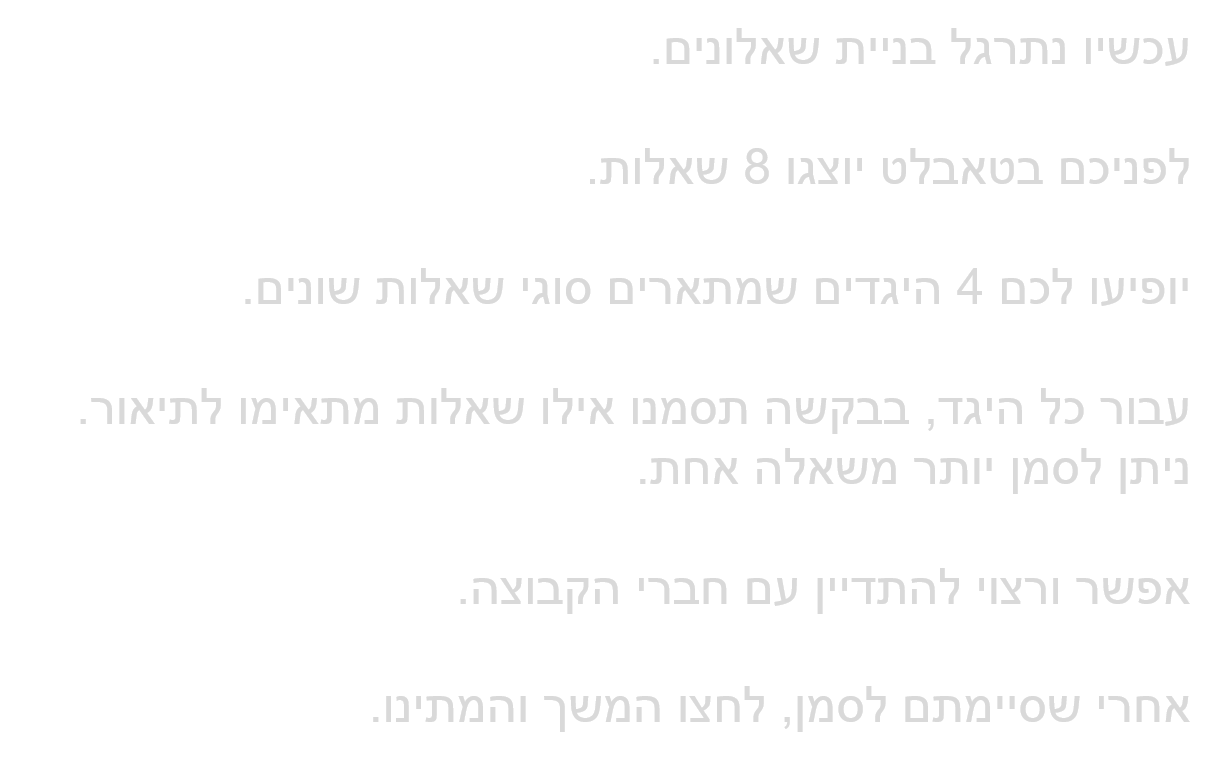 עכשיו נתרגל בניית שאלונים.
לפניכם בטאבלט יוצגו 8 שאלות.
יופיעו לכם 4 היגדים שמתארים סוגי שאלות שונים.
עבור כל היגד, בבקשה תסמנו אילו שאלות מתאימו לתיאור.
ניתן לסמן יותר משאלה אחת.
אפשר ורצוי להתדיין עם חברי הקבוצה.
אחרי שסיימתם לסמן, לחצו המשך והמתינו.